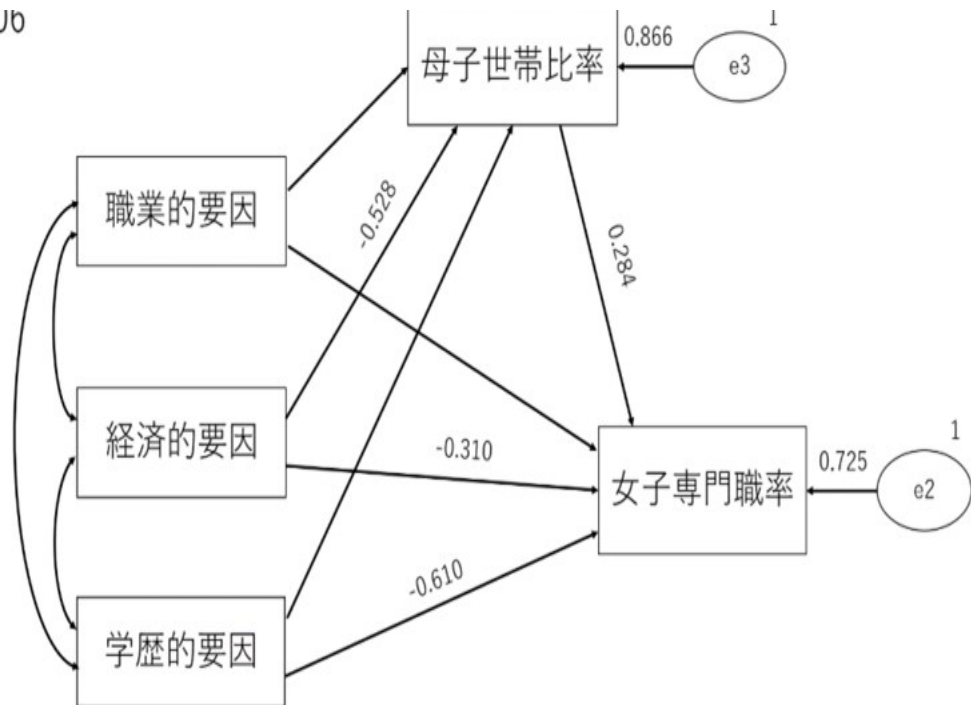 06
1
0.866
母子世帯比率
e3
職業的要因
-0.528
0.284
経済的要因
-0.310
1
0.725
女子専門職率
e2
-0.610
学歴的要因